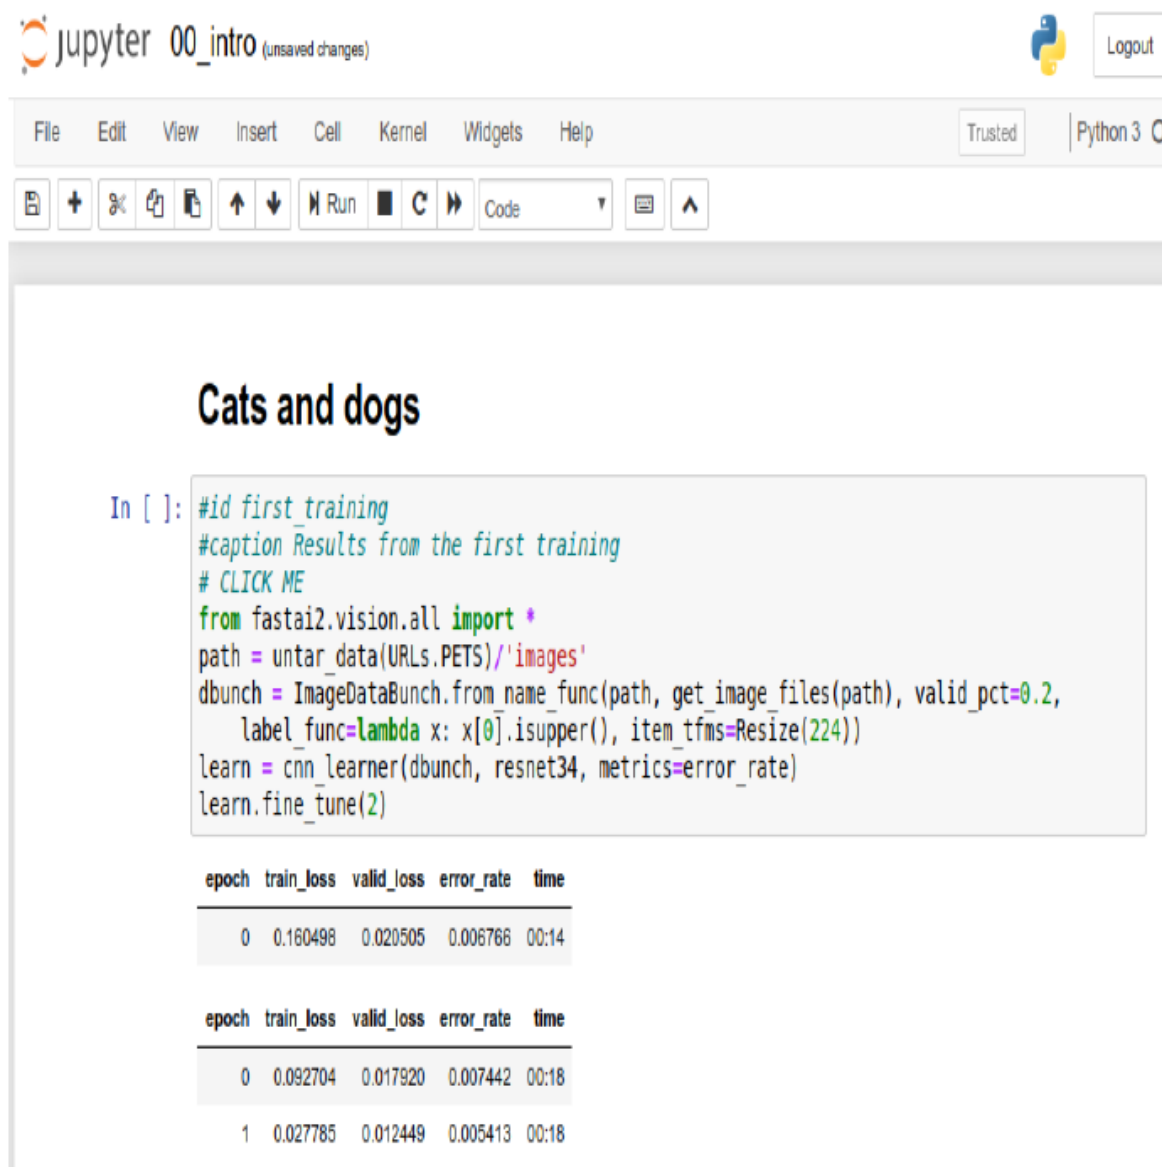 jupyter 00_intro (unsaved changes)
Logout
File Edit View Insert Cell Kernel Widgets Help
Trusted
Python 3
Run
Code
Cats and dogs
In [ ]:
#id first_training
#caption Results from the first training
# CLICK ME
from fastai2.vision.all import *
path = untar_data(URLs.PETS)/'images'
dbunch = ImageDataBunch.from_name_func(path, get_image_files(path), valid_pct=0.2,
    label_func=lambda x: x[0].isupper(), item_tfms=Resize(224))
learn = cnn_learner(dbunch, resnet34, metrics=error_rate)
learn.fine_tune(2)
epoch train_loss valid_loss error_rate time
0 0.160498 0.020505 0.006766 00:14
epoch train_loss valid_loss error_rate time
0 0.092704 0.017920 0.007442 00:18
1 0.027785 0.012449 0.005413 00:18